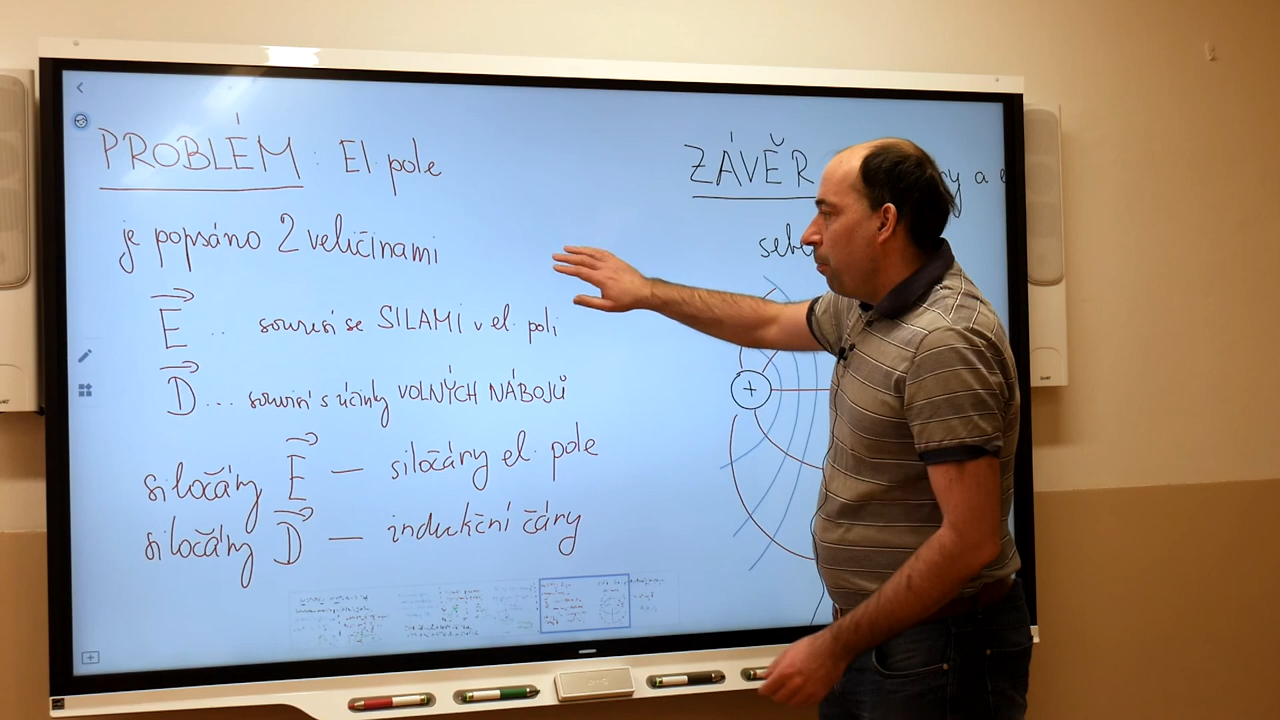 PROBLÉM: El. pole
je popsáno 2 veličinami
E .. souvisí se SILAMI v el. poli
D ... souvisí s účinky VOLNÝCH NÁBOJŮ
siločáry E — siločáry el. pole
siločáry D — indukční čáry
ZÁVĚR
y a
+